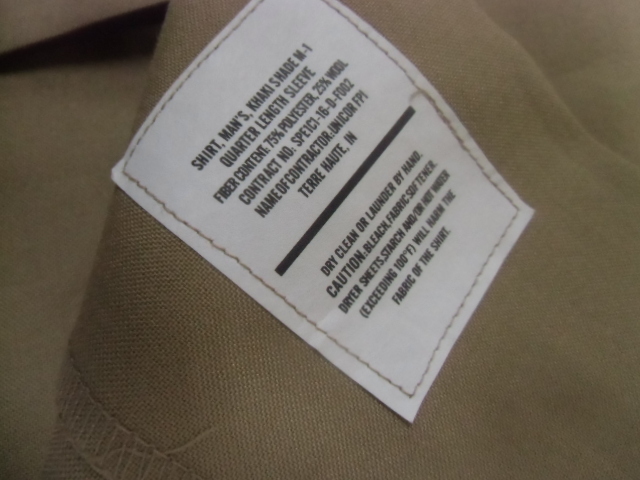 SHIRT, MAN'S, KHAKI SHADE M-1
QUARTER LENGTH SLEEVE
FIBER CONTENT: 75% POLYESTER, 25% WOOL
CONTRACT NO: SPE1C1-16-D-F002
NAME OF CONTRACTOR: UNICOR FPI
TERRE HAUTE, IN
DRY CLEAN OR LAUNDER BY HAND.
CAUTION: BLEACH, FABRIC SOFTENER,
DRYER SHEETS, STARCH AND/OR HOT WATER
(EXCEEDING 100°F) WILL HARM THE
FABRIC OF THE SHIRT.